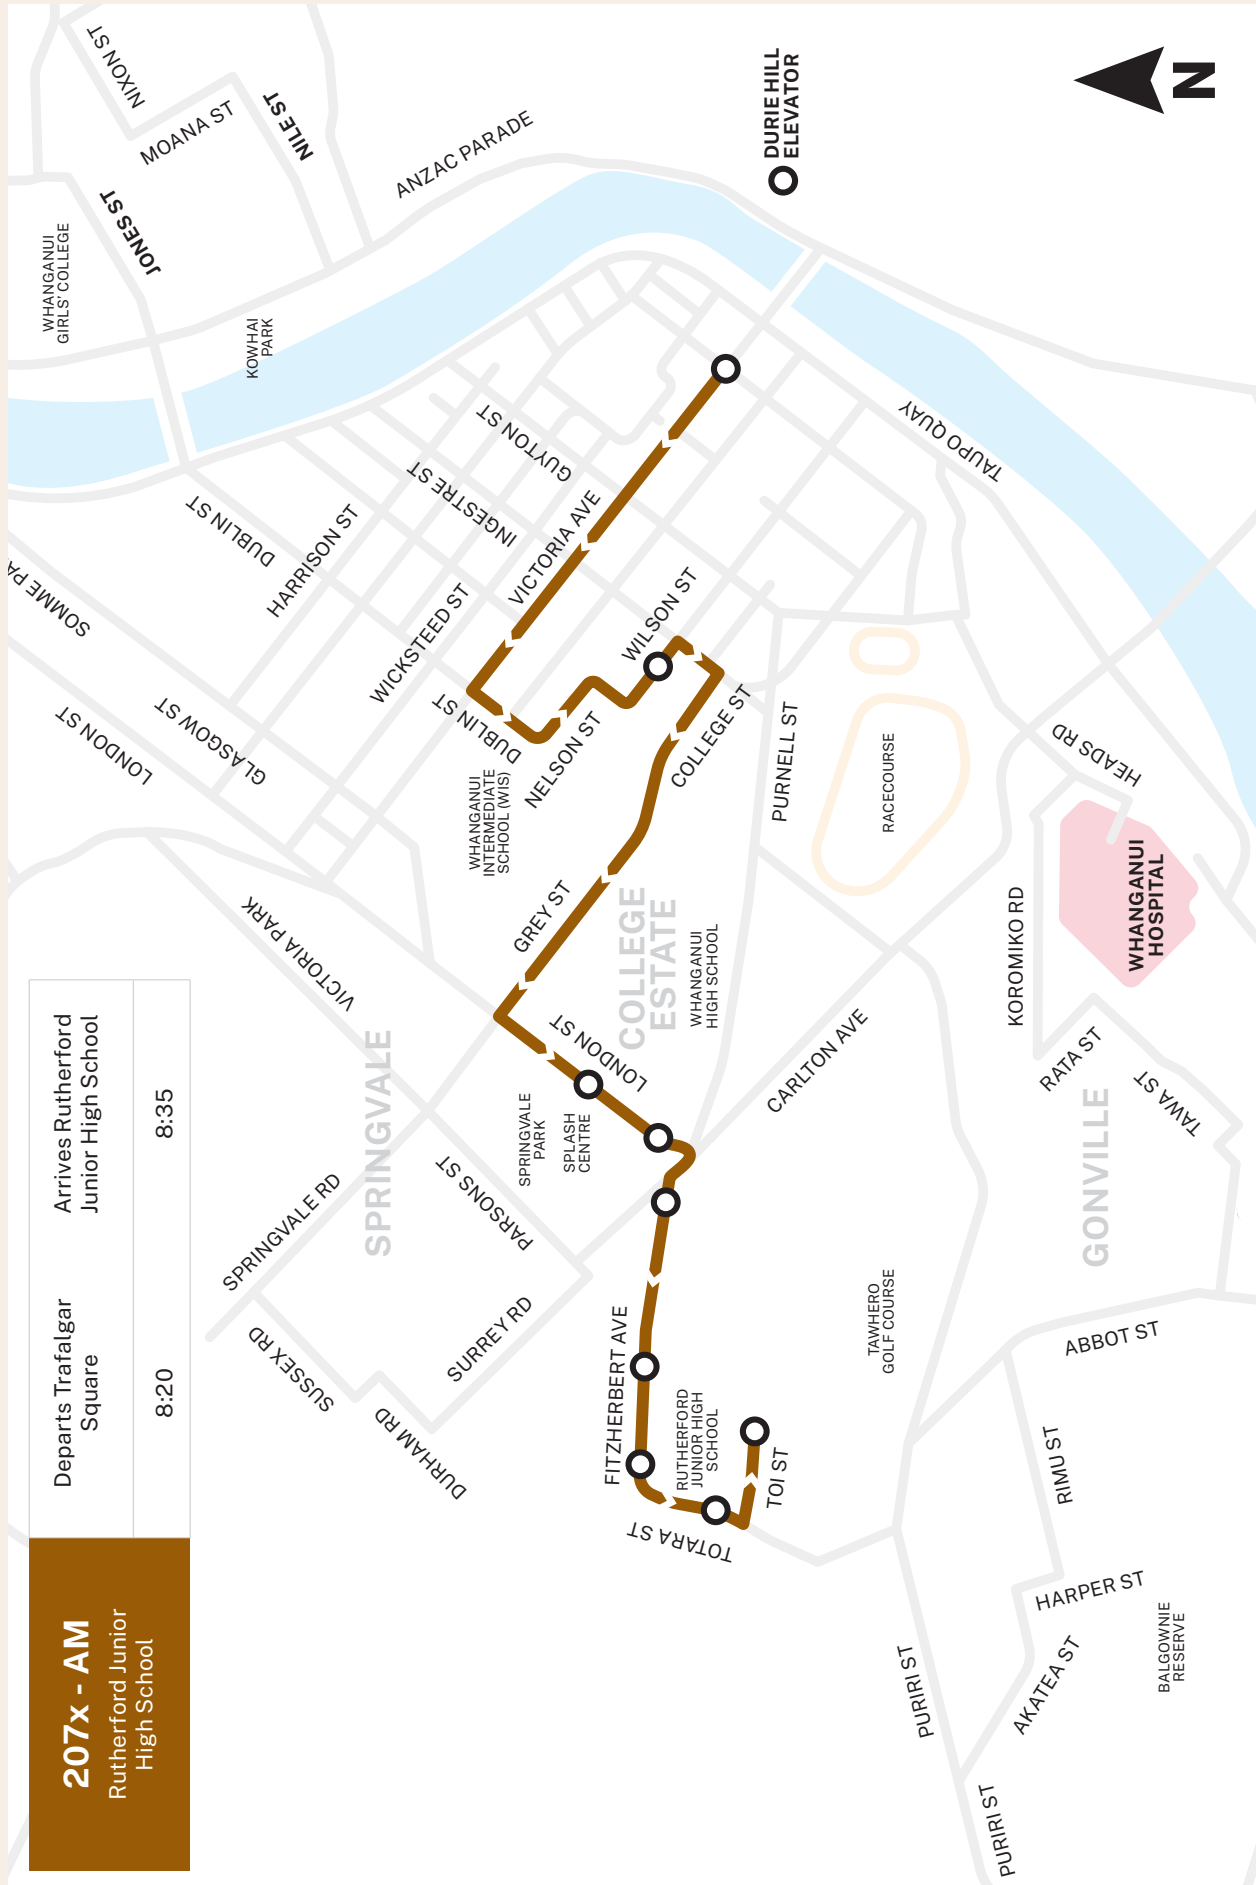 207x - AM
Rutherford Junior
High School
Departs Trafalgar
Square
Arrives Rutherford
Junior High School
8:20
8:35
NIXON ST
MOANA ST
NILE ST
JONES ST
ANZAC PARADE
WHANGANUI
GIRLS' COLLEGE
KOWHAI
PARK
DURIE HILL
ELEVATOR
N
TAUPO QUAY
GUYTON ST
INGESTRE ST
VICTORIA AVE
DUBLIN ST
HARRISON ST
WICKSTEED ST
SOMME PA
GLASGOW ST
LONDON ST
WILSON ST
DUBLIN ST
NELSON ST
COLLEGE ST
PURNELL ST
RACECOURSE
HEADS RD
WHANGANUI
HOSPITAL
KOROMIKO RD
WHANGANUI
INTERMEDIATE
SCHOOL (WIS)
GREY ST
COLLEGE
ESTATE
WHANGANUI
HIGH SCHOOL
VICTORIA PARK
SPRINGVALE
LONDON ST
CARLTON AVE
RATA ST
TAWA ST
GONVILLE
SPRINGVALE
PARK
SPLASH
CENTRE
PARSONS ST
SPRINGVALE RD
SUSSEX RD
SURREY RD
DURHAM RD
FITZHERBERT AVE
RUTHERFORD
JUNIOR HIGH
SCHOOL
TOI ST
TOTARA ST
TAWHERO
GOLF COURSE
ABBOT ST
RIMU ST
HARPER ST
AKATEA ST
BALGOWNIE
RESERVE
PURIRI ST
PURIRI ST